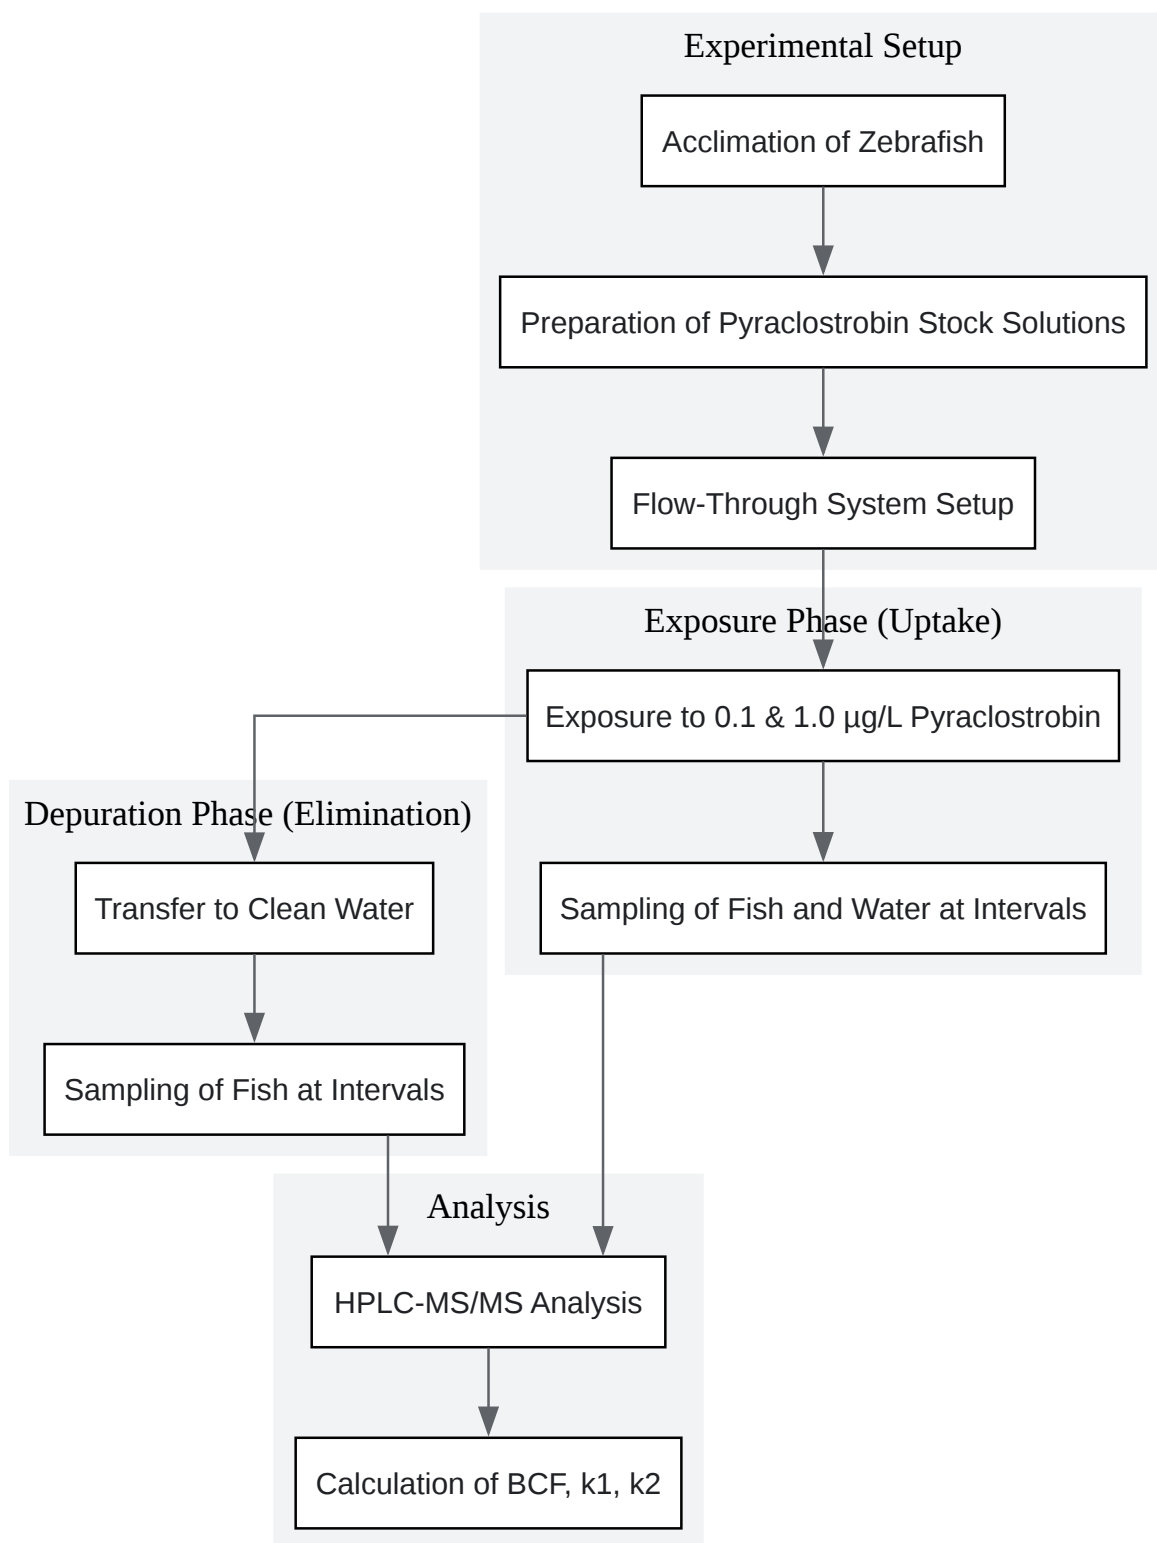 Experimental Setup
Acclimation of Zebrafish
Preparation of Pyraclostrobin Stock Solutions
Flow-Through System Setup
Exposure Phase (Uptake)
Exposure to 0.1 & 1.0 µg/L Pyraclostrobin
Depuration Phase (Elimination)
Transfer to Clean Water
Sampling of Fish and Water at Intervals
Sampling of Fish at Intervals
Analysis
HPLC-MS/MS Analysis
Calculation of BCF, k1, k2